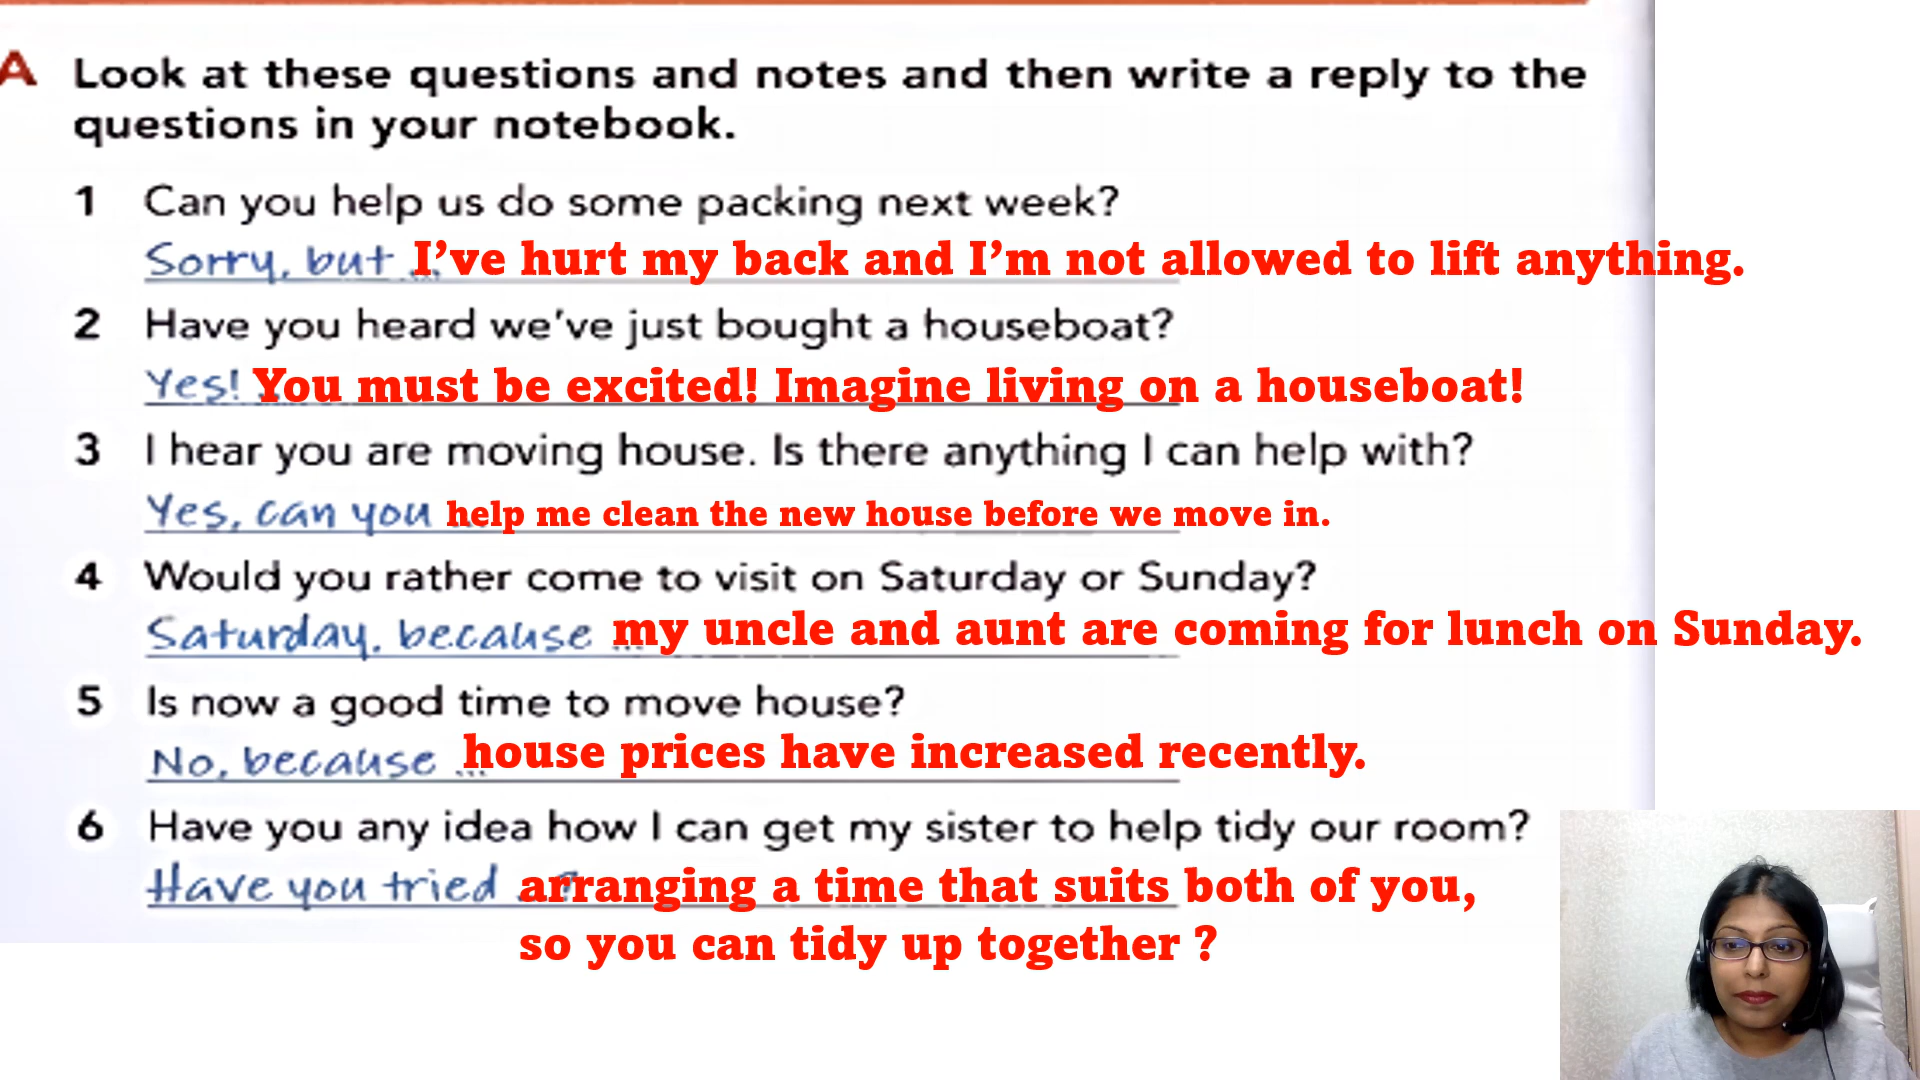 A Look at these questions and notes and then write a reply to the
questions in your notebook.
1 Can you help us do some packing next week?
Sorry, but ... I've hurt my back and I'm not allowed to lift anything.
2 Have you heard we've just bought a houseboat?
Yes! You must be excited! Imagine living on a houseboat!
3 I hear you are moving house. Is there anything I can help with?
Yes, can you help me clean the new house before we move in.
4 Would you rather come to visit on Saturday or Sunday?
Saturday, because ... my uncle and aunt are coming for lunch on Sunday.
5 Is now a good time to move house?
No, because ... house prices have increased recently.
6 Have you any idea how I can get my sister to help tidy our room?
Have you tried arranging a time that suits both of you,
so you can tidy up together ?